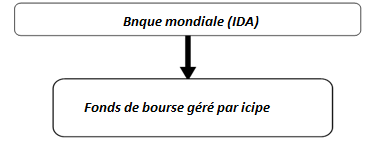 Bnque mondiale (IDA)
Fonds de bourse géré par icipe